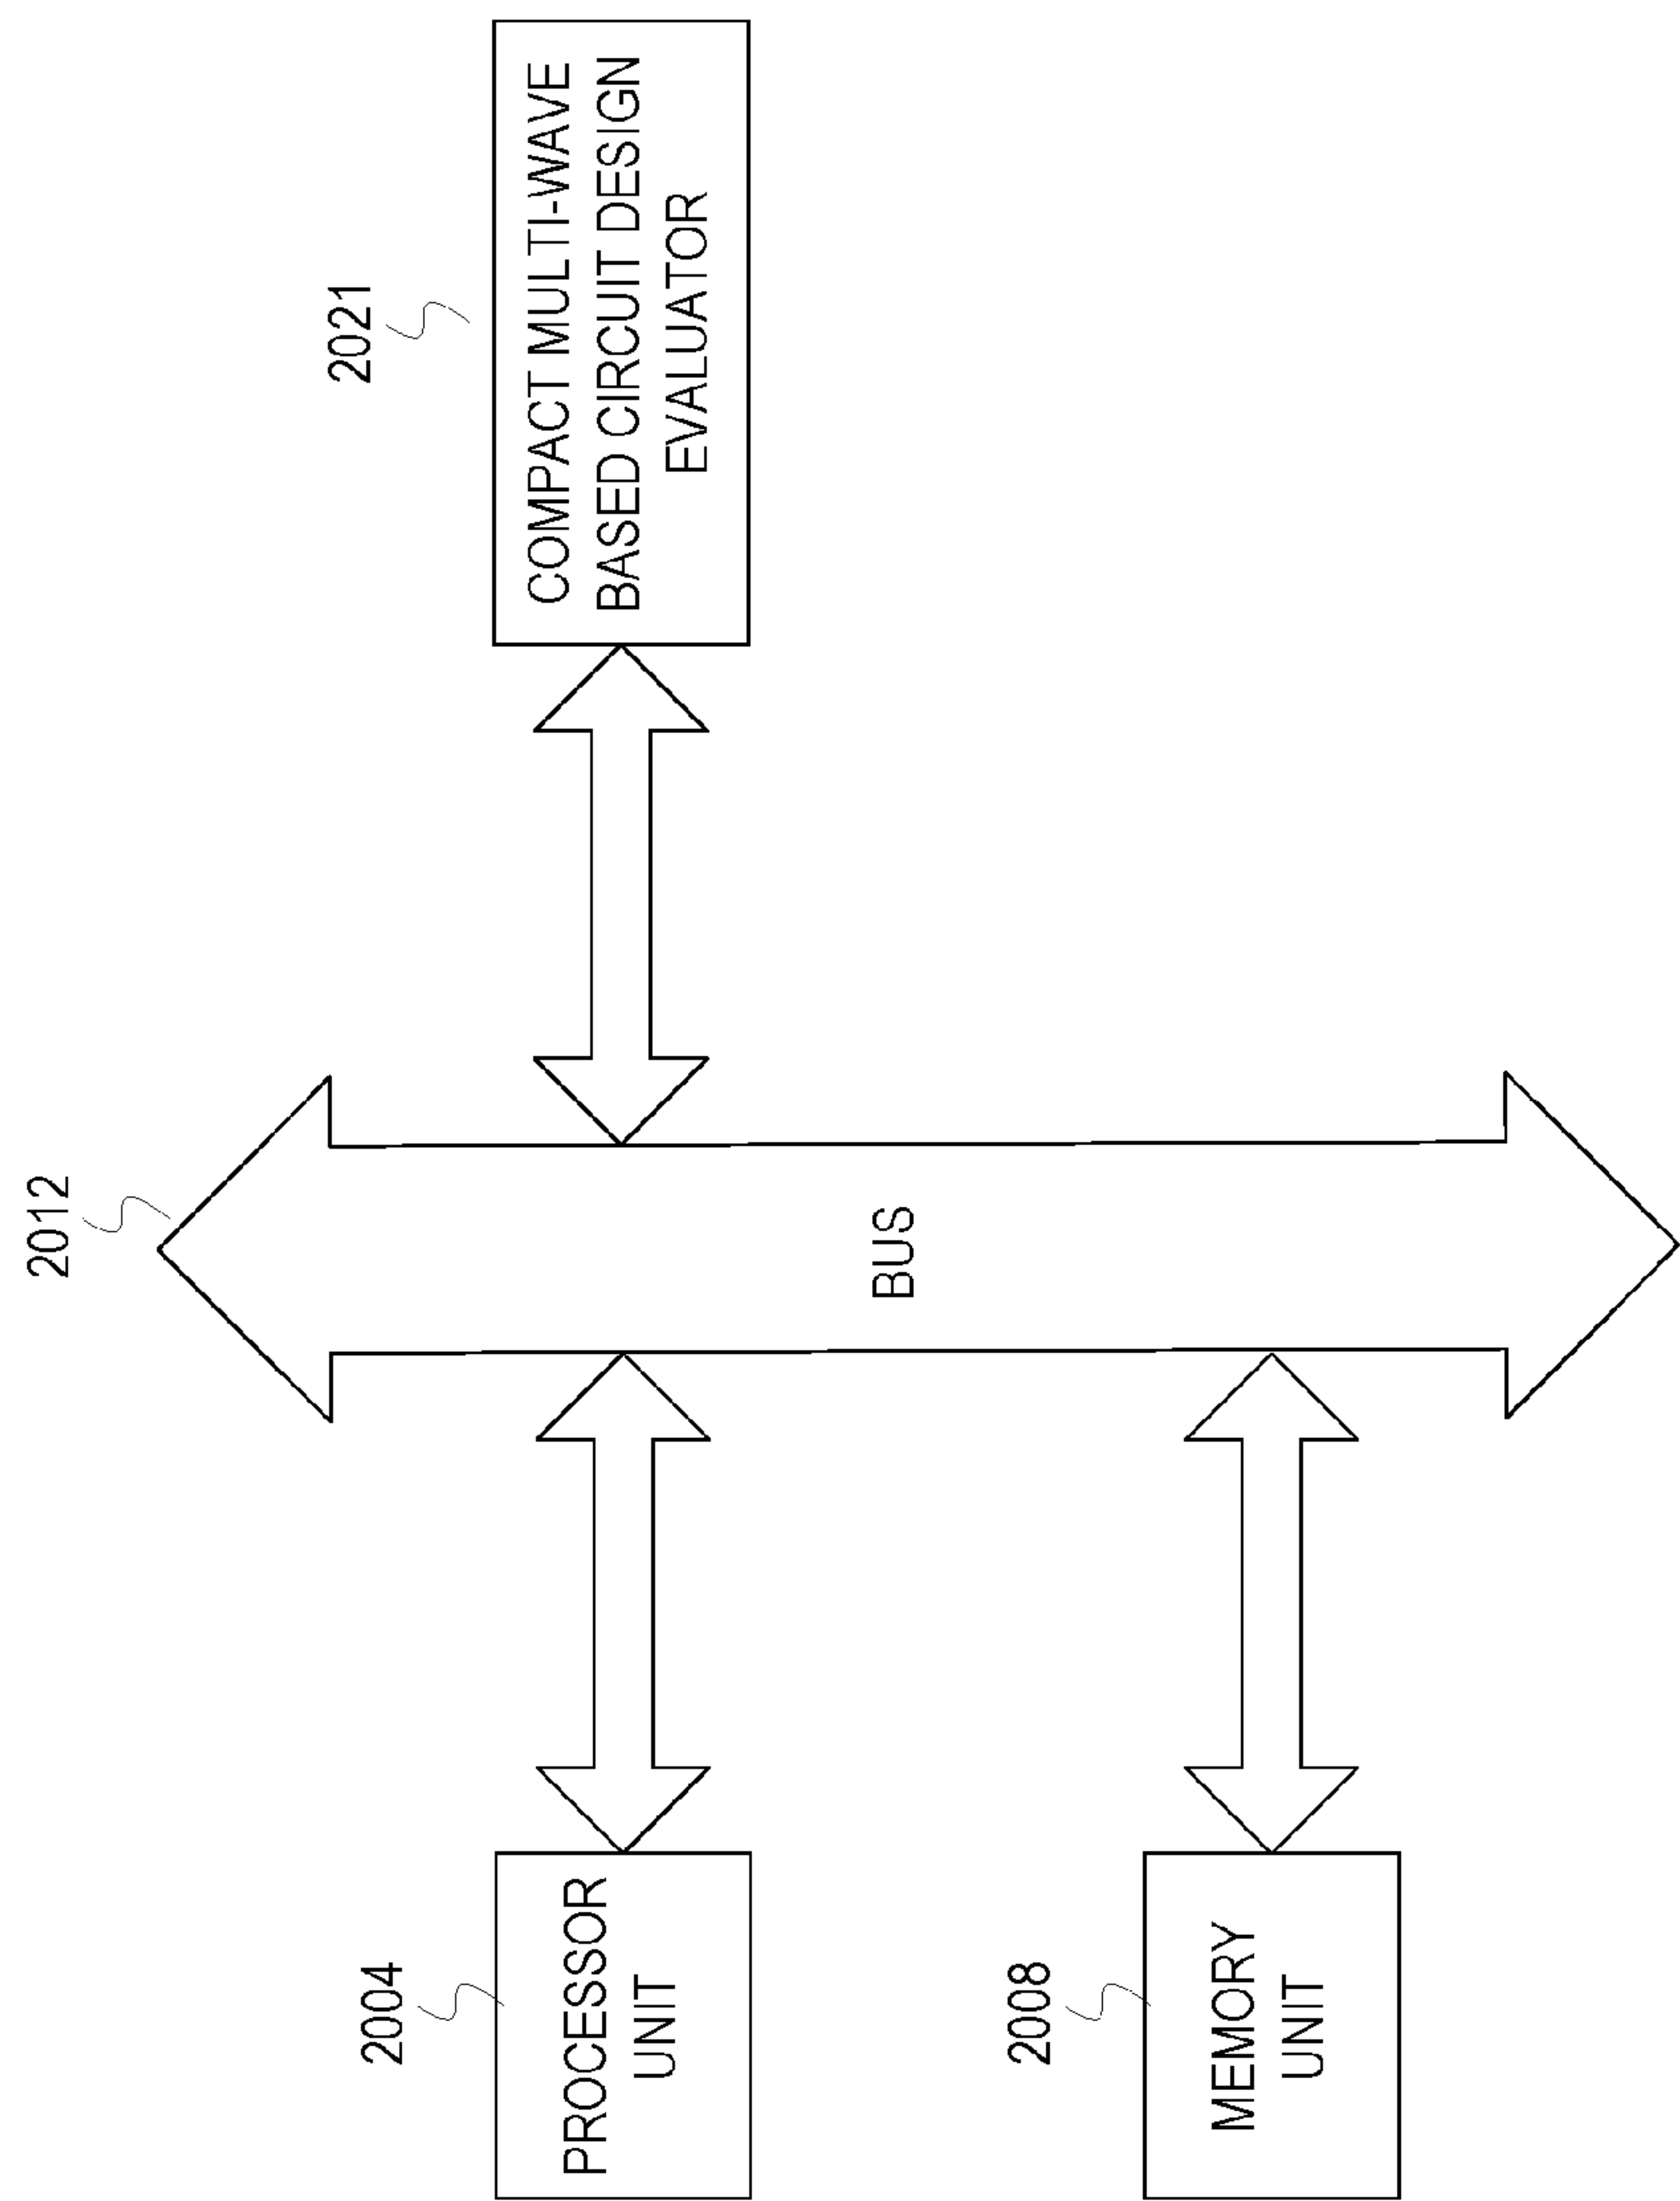 2004
PROCESSOR
UNIT
2012
2021
COMPACT MULTI-WAVE
BASED CIRCUIT DESIGN
EVALUATOR
BUS
2008
MEMORY
UNIT